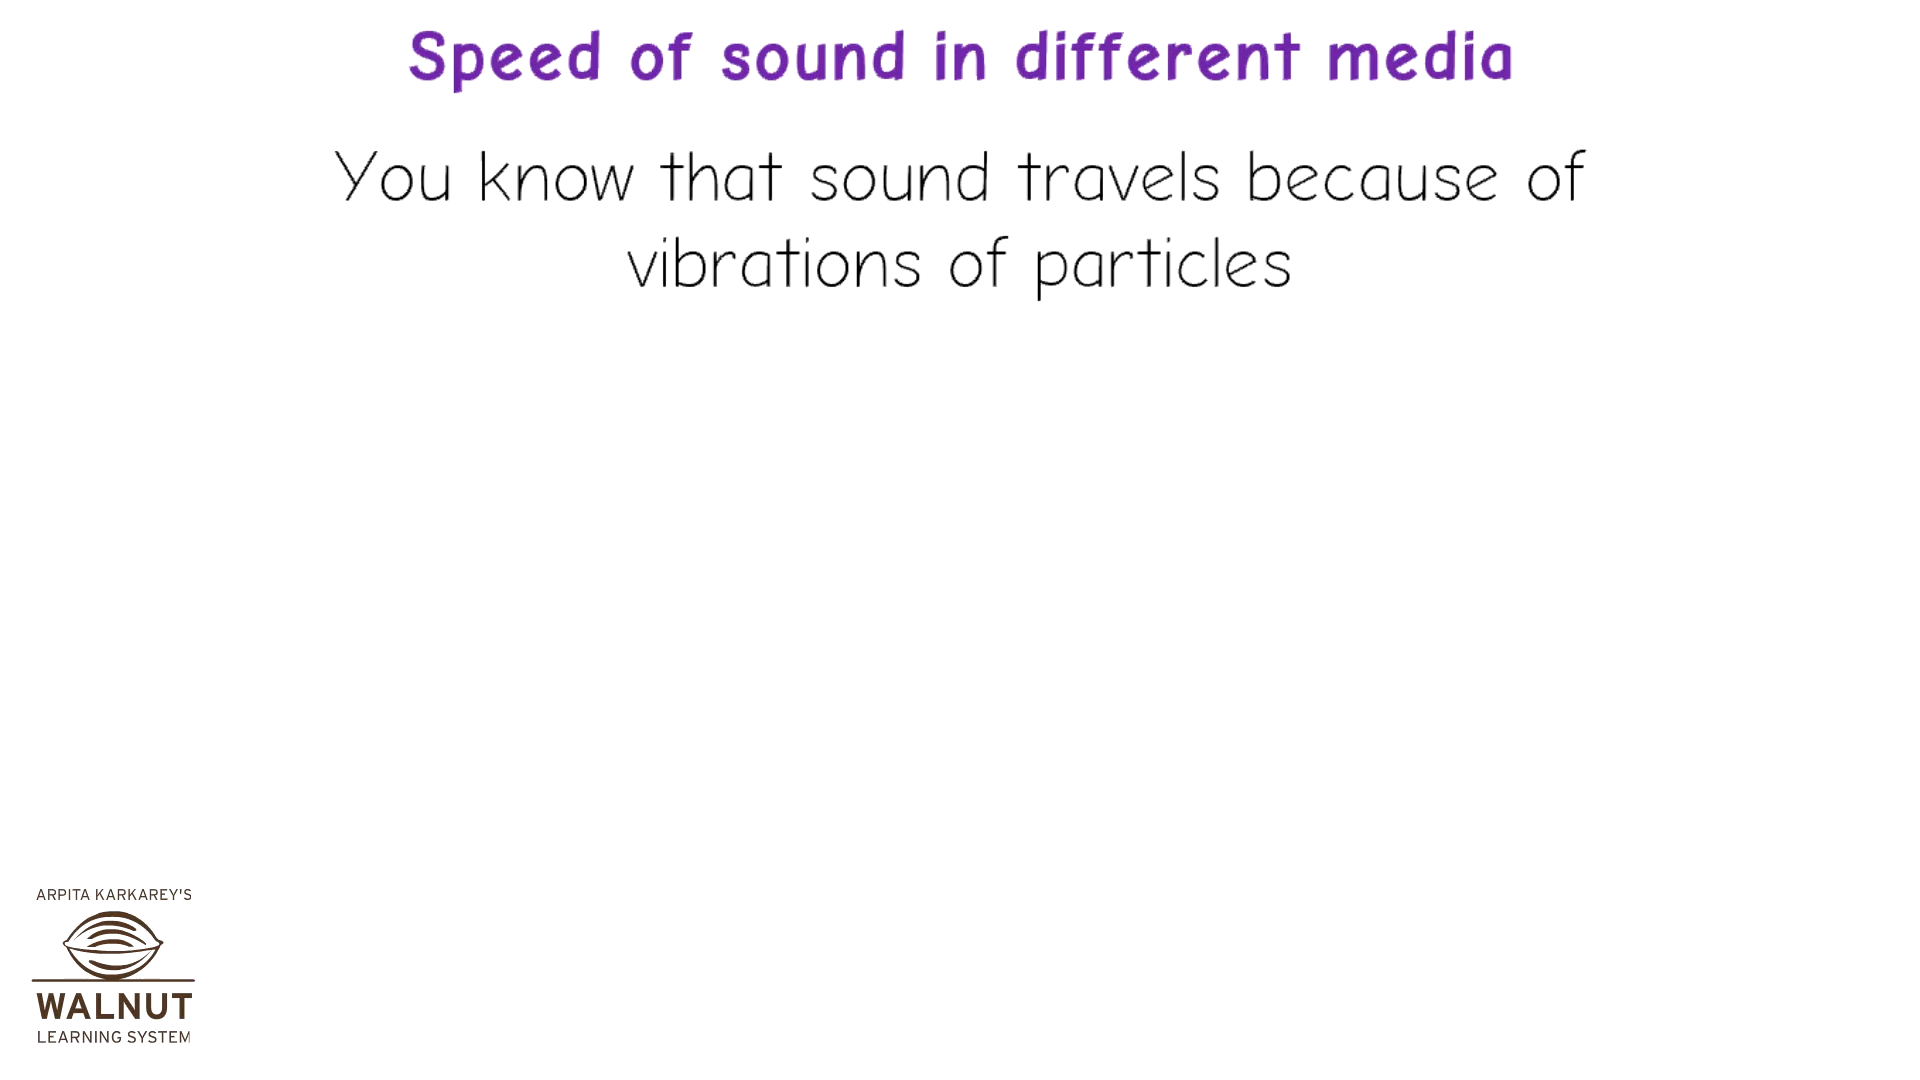 Speed of sound in different media
You know that sound travels because of
vibrations of particles
ARPITA KARKAREY'S
WALNUT
LEARNING SYSTEM